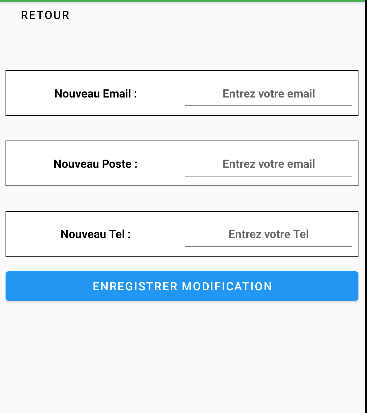 RETOUR
Nouveau Email : Entrez votre email
Nouveau Poste : Entrez votre email
Nouveau Tel : Entrez votre Tel
ENREGISTRER MODIFICATION